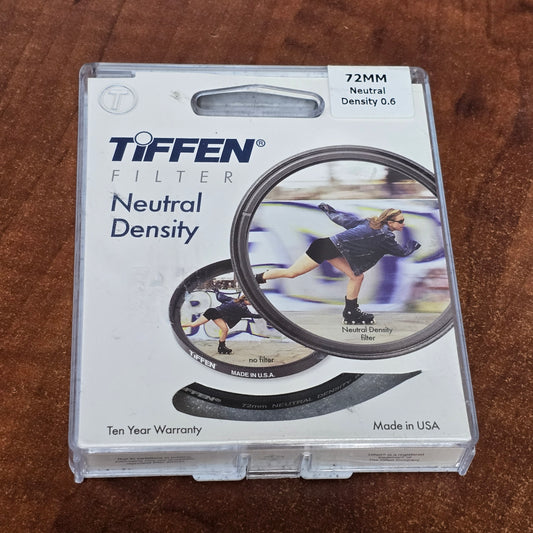 T
72MM
Neutral
Density 0.6
TiFFEN®
FILTER
Neutral
Density
Neutral Density
filter
no filter
TiFFEN
MADE IN U.S.A.
TiFFEN
72mm NEUTRAL DENSITY
Ten Year Warranty
Made in USA